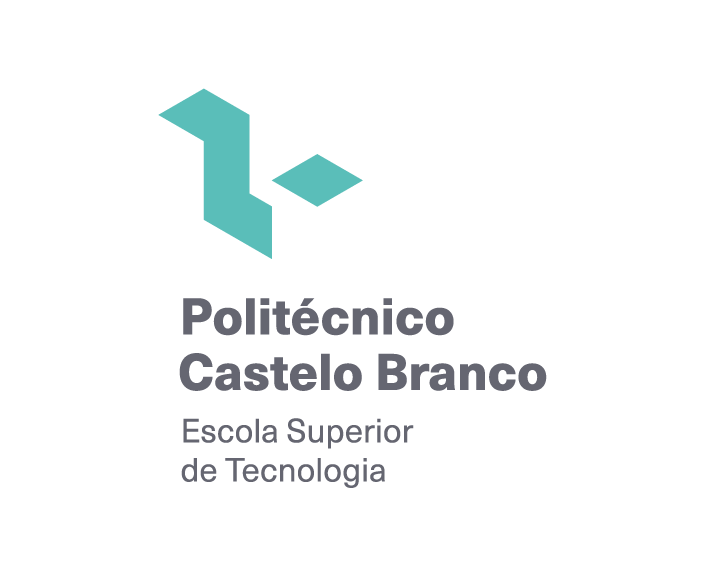 Politécnico
Castelo Branco
Escola Superior
de Tecnologia